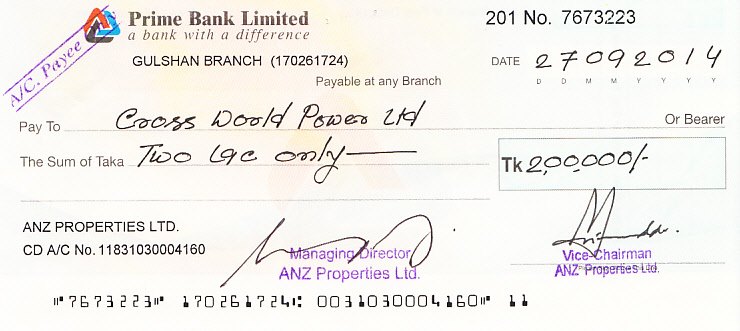 Prime Bank Limited
a bank with a difference
201 No. 7673223
GULSHAN BRANCH (170261724)
DATE 27092014
D D M M Y Y Y Y
Payable at any Branch
A/C. Payee
Pay To Cross World Power Ltd Or Bearer
The Sum of Taka Two lac only
Tk 2,00,000/-
ANZ PROPERTIES LTD.
CD A/C No. 11831030004160
Managing Director
ANZ Properties Ltd.
Vice-Chairman
ANZ Properties Ltd.
⑈7673223⑈ 170261724⑆ 0031030004160⑈ 11